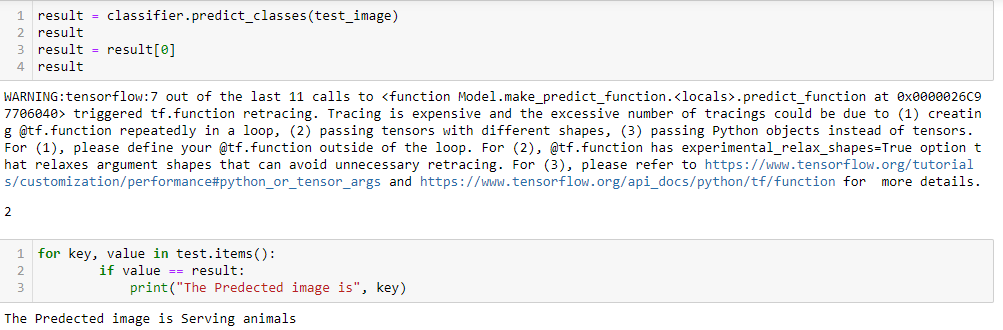 1 result = classifier.predict_classes(test_image)
2 result
3 result = result[0]
4 result
WARNING:tensorflow:7 out of the last 11 calls to <function Model.make_predict_function.<locals>.predict_function at 0x0000026C9
7706040> triggered tf.function retracing. Tracing is expensive and the excessive number of tracings could be due to (1) creatin
g @tf.function repeatedly in a loop, (2) passing tensors with different shapes, (3) passing Python objects instead of tensors.
For (1), please define your @tf.function outside of the loop. For (2), @tf.function has experimental_relax_shapes=True option t
hat relaxes argument shapes that can avoid unnecessary retracing. For (3), please refer to https://www.tensorflow.org/tutorial
s/customization/performance#python_or_tensor_args and https://www.tensorflow.org/api_docs/python/tf/function for  more details.
2
1 for key, value in test.items():
2         if value == result:
3             print("The Predected image is", key)
The Predected image is Serving animals